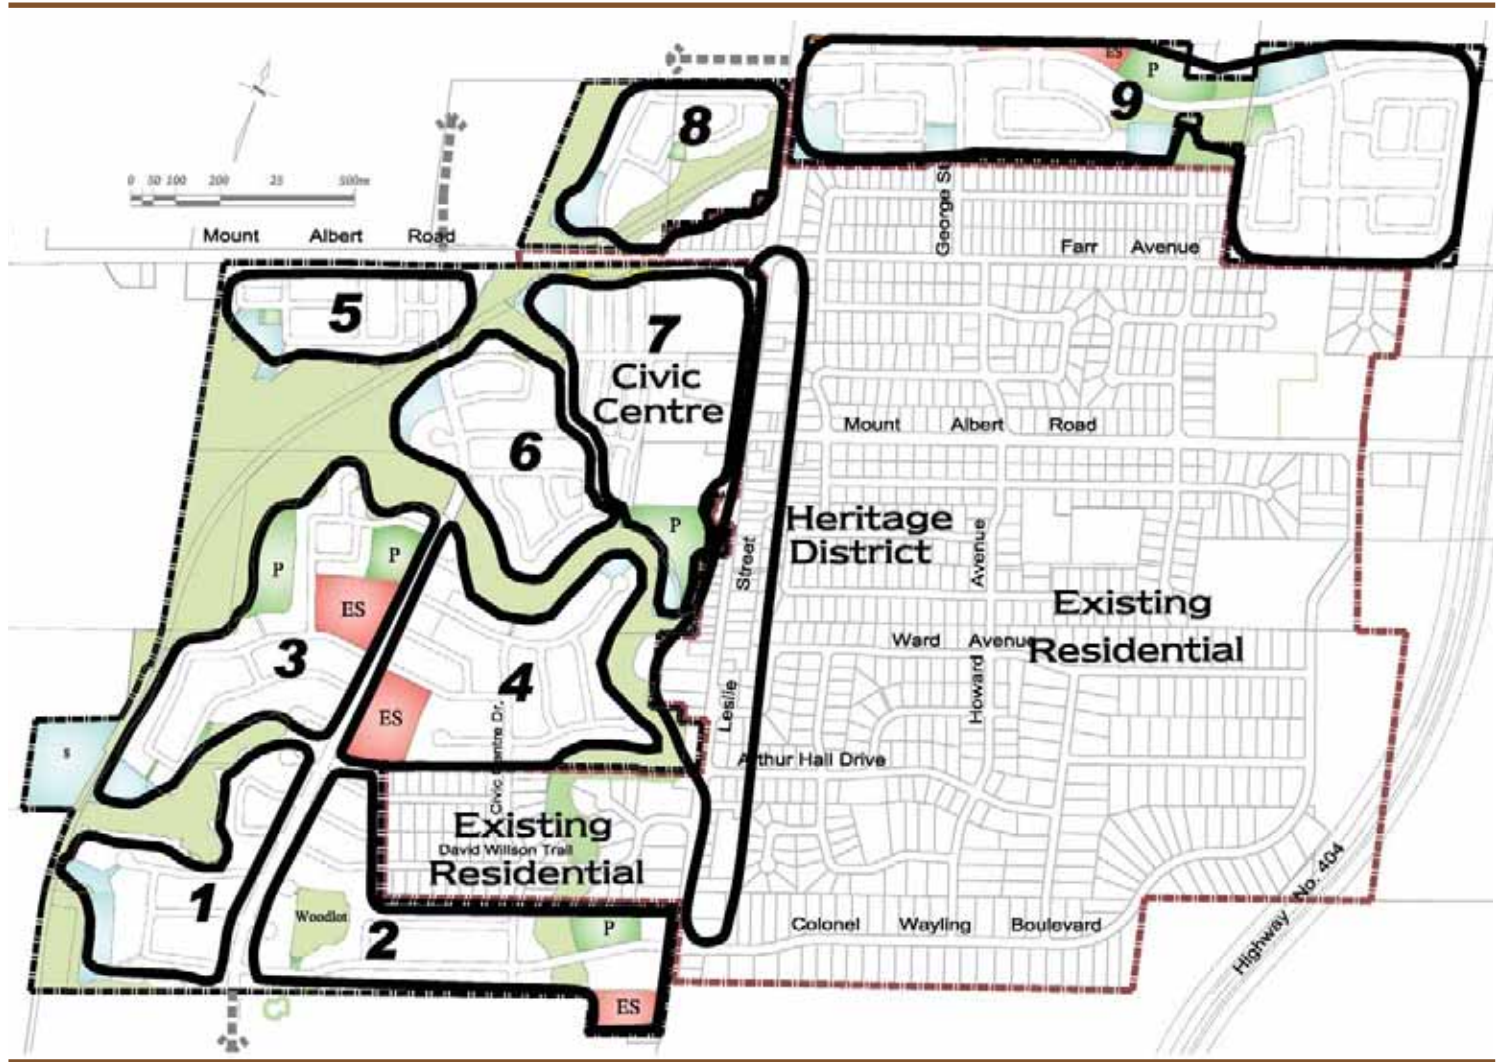 ES
P
9
8
0 50 100 200 25 500m
George St
Mount Albert Road
Farr Avenue
5
7
Civic
Centre
6
Mount Albert Road
P
Heritage
District
P
P
Street
Avenue
ES
Existing
Residential
3
Ward Avenue
4
ES
Leslie
Howard
Civic Centre Dr.
s
Arthur Hall Drive
Existing
David Willson Trail
Residential
1
Woodlot
2
P
Colonel Wayling Boulevard
Highway No. 404
ES